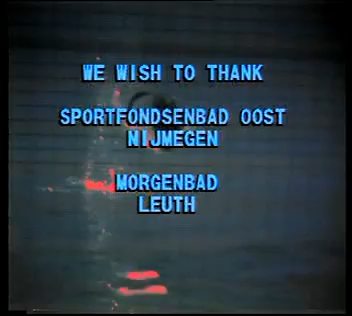 WE WISH TO THANK
SPORTFONDSENBAD OOST
NIJMEGEN
MORGENBAD
LEUTH